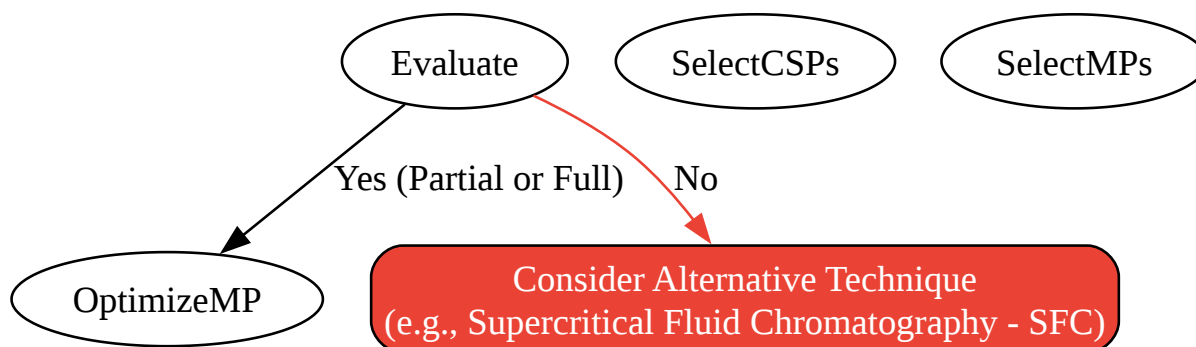 Evaluate
SelectCSPs
SelectMPs
Yes (Partial or Full)
No
OptimizeMP
Consider Alternative Technique
(e.g., Supercritical Fluid Chromatography - SFC)